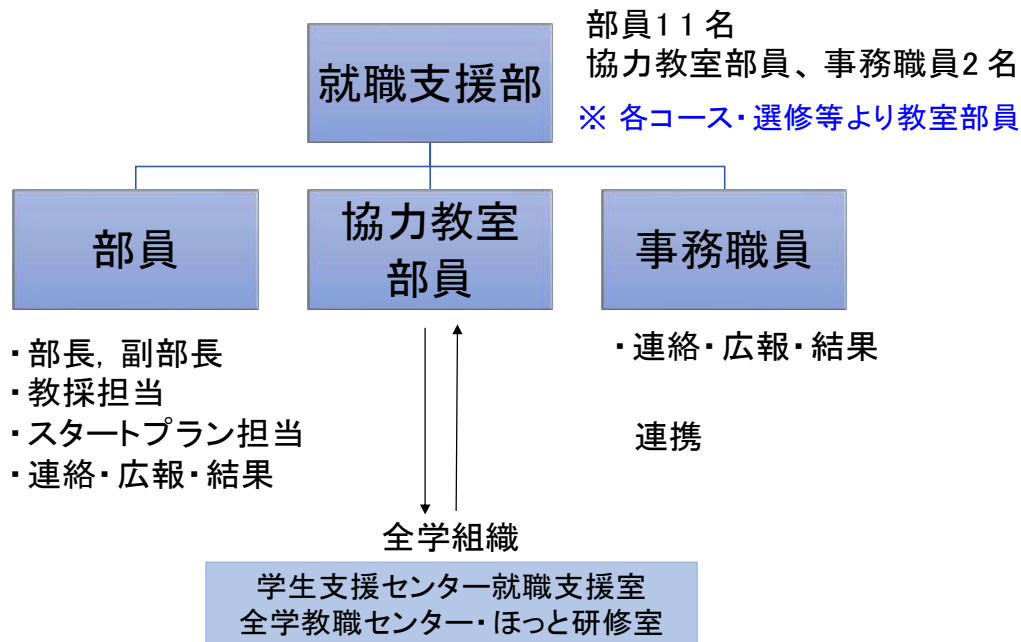 部員11名
協力教室部員、事務職員2名
※ 各コース・選修等より教室部員
就職支援部
部員
協力教室
部員
事務職員
・部長, 副部長
・教採担当
・スタートプラン担当
・連絡・広報・結果
・連絡・広報・結果
連携
全学組織
学生支援センター就職支援室
全学教職センター・ほっと研修室